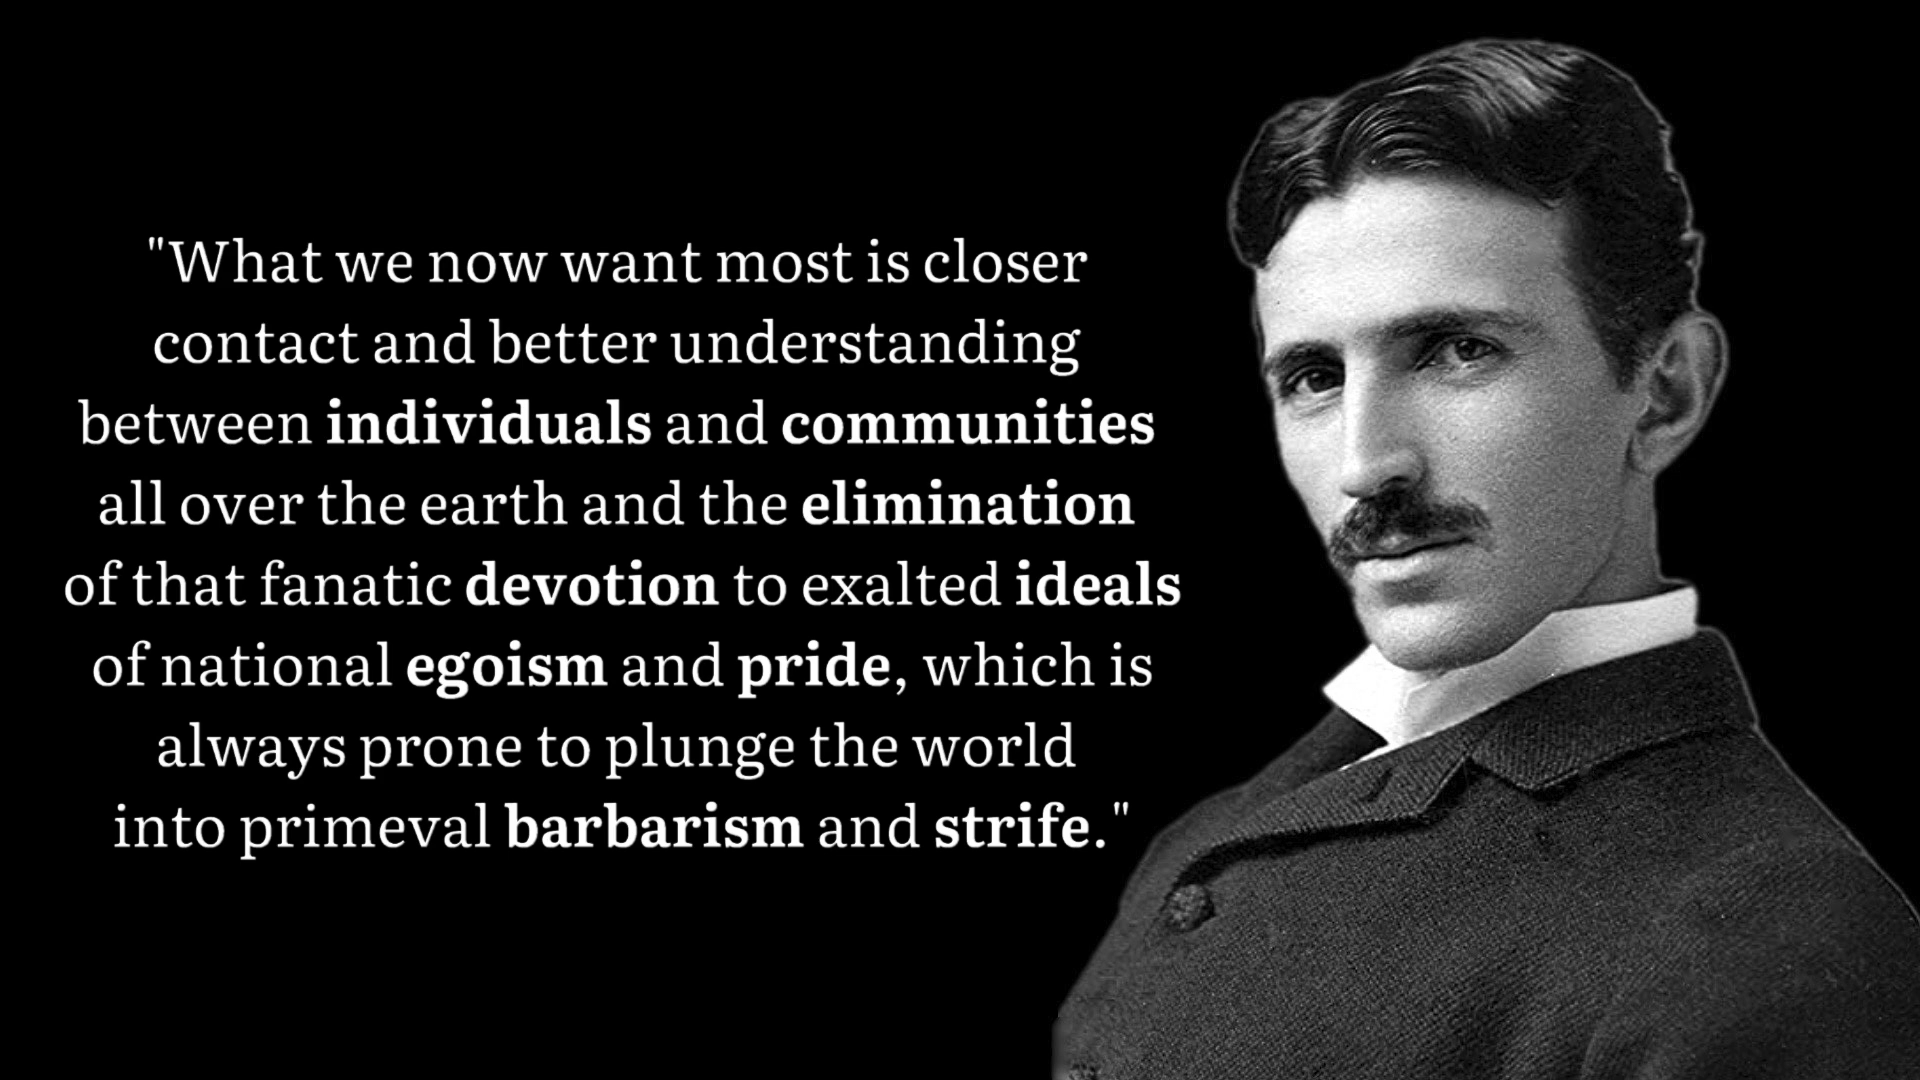 "What we now want most is closer
contact and better understanding
between individuals and communities
all over the earth and the elimination
of that fanatic devotion to exalted ideals
of national egoism and pride, which is
always prone to plunge the world
into primeval barbarism and strife."